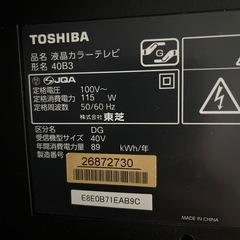 TOSHIBA
品名 液晶カラーテレビ
形名 40B3
JQA
定格電圧： 100V～
定格消費電力： 115 W
定格周波数： 50/60 Hz
株式会社 東芝
区分 DG
受信機型サイズ 40V
年間消費電力量 89 kWh/年
製造番号
26872730
E8E0B71EAB9C
MADE IN CHINA